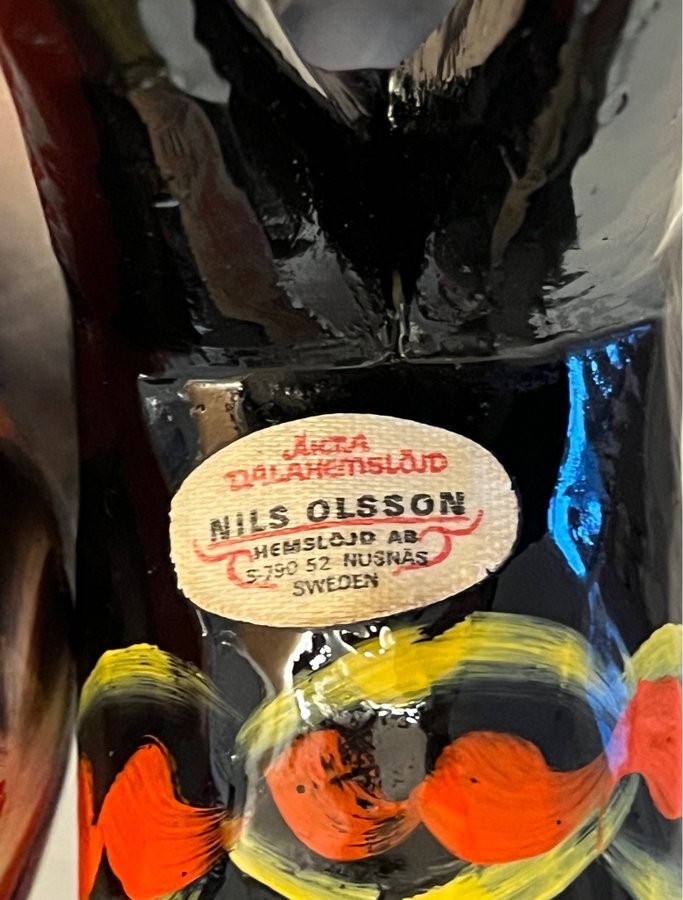 ÄKTA
DALAHEMSLÖJD
NILS OLSSON
HEMSLÖJD AB
S-790 52 NUSNÄS
SWEDEN